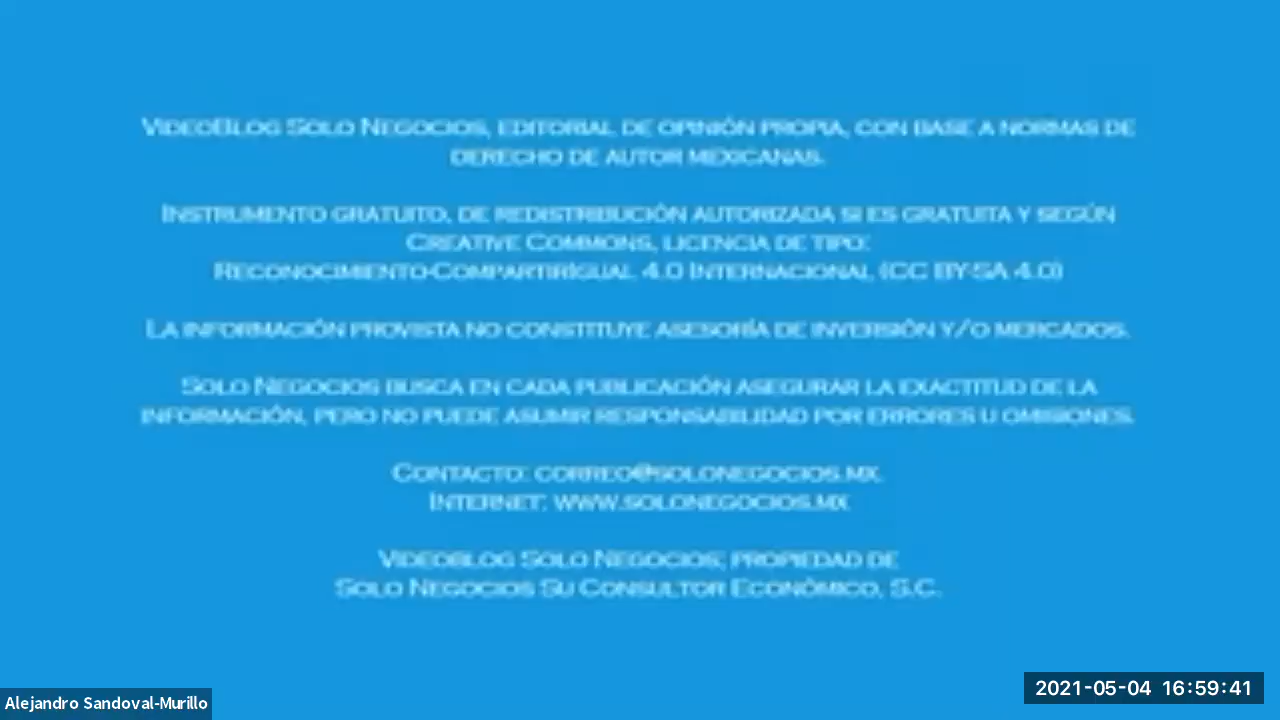 VideoBlog Solo Negocios, editorial de opinión propia, con base a normas de
derecho de autor mexicanas.
Instrumento gratuito, de redistribución autorizada si es gratuita y según
Creative Commons, licencia de tipo:
Reconocimiento-CompartirIgual 4.0 Internacional (CC BY-SA 4.0)
La información provista no constituye asesoría de inversión y/o mercados.
Solo Negocios busca en cada publicación asegurar la exactitud de la
información, pero no puede asumir responsabilidad por errores u omisiones.
Contacto: correo@solonegocios.mx
Internet: www.solonegocios.mx
Videoblog Solo Negocios; propiedad de
Solo Negocios Su Consultor Económico, S.C.
Alejandro Sandoval-Murillo
2021-05-04 16:59:41